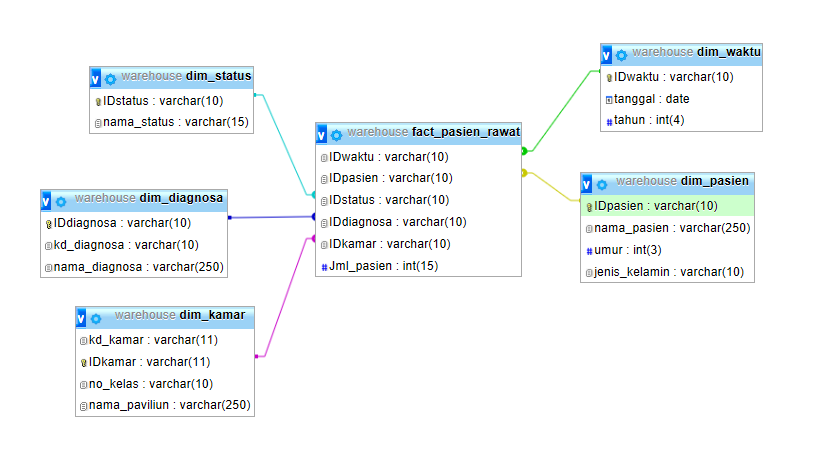 warehouse dim_status
IDstatus : varchar(10)
nama_status : varchar(15)
warehouse dim_diagnosa
IDdiagnosa : varchar(10)
kd_diagnosa : varchar(10)
nama_diagnosa : varchar(250)
warehouse dim_kamar
kd_kamar : varchar(11)
IDkamar : varchar(11)
no_kelas : varchar(10)
nama_paviliun : varchar(250)
warehouse fact_pasien_rawat
IDwaktu : varchar(10)
IDpasien : varchar(10)
IDstatus : varchar(10)
IDdiagnosa : varchar(10)
IDkamar : varchar(10)
Jml_pasien : int(15)
warehouse dim_waktu
IDwaktu : varchar(10)
tanggal : date
tahun : int(4)
warehouse dim_pasien
IDpasien : varchar(10)
nama_pasien : varchar(250)
umur : int(3)
jenis_kelamin : varchar(10)